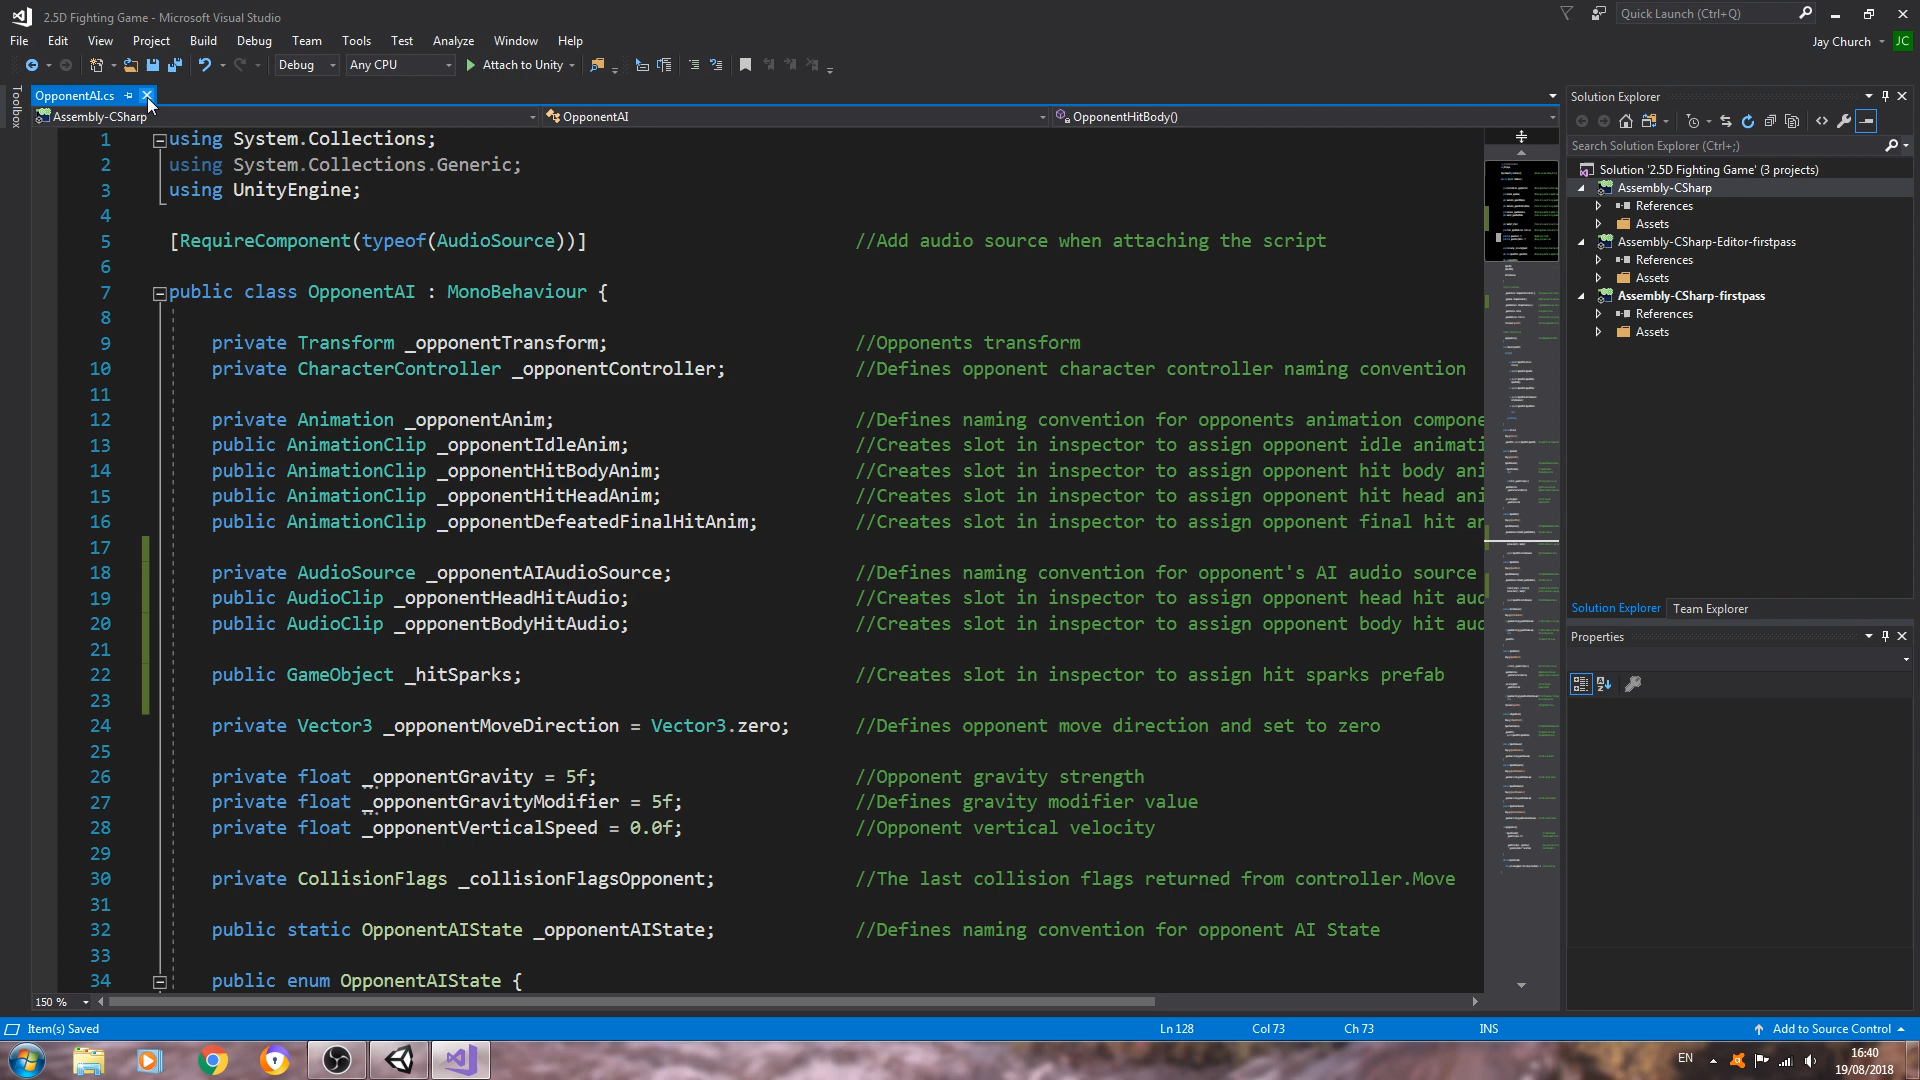 2.5D Fighting Game - Microsoft Visual Studio
Quick Launch (Ctrl+Q)
File Edit View Project Build Debug Team Tools Test Analyze Window Help
Jay Church JC
Debug Any CPU Attach to Unity
Toolbox
OpponentAI.cs
Assembly-CSharp OpponentAI OpponentHitBody()
1 using System.Collections;
2 using System.Collections.Generic;
3 using UnityEngine;
4
5 [RequireComponent(typeof(AudioSource))] //Add audio source when attaching the script
6
7 public class OpponentAI : MonoBehaviour {
8
9 private Transform _opponentTransform; //Opponents transform
10 private CharacterController _opponentController; //Defines opponent character controller naming convention
11
12 private Animation _opponentAnim; //Defines naming convention for opponents animation compone
13 public AnimationClip _opponentIdleAnim; //Creates slot in inspector to assign opponent idle animati
14 public AnimationClip _opponentHitBodyAnim; //Creates slot in inspector to assign opponent hit body ani
15 public AnimationClip _opponentHitHeadAnim; //Creates slot in inspector to assign opponent hit head ani
16 public AnimationClip _opponentDefeatedFinalHitAnim; //Creates slot in inspector to assign opponent final hit an
17
18 private AudioSource _opponentAIAudioSource; //Defines naming convention for opponent's AI audio source
19 public AudioClip _opponentHeadHitAudio; //Creates slot in inspector to assign opponent head hit aud
20 public AudioClip _opponentBodyHitAudio; //Creates slot in inspector to assign opponent body hit aud
21
22 public GameObject _hitSparks; //Creates slot in inspector to assign hit sparks prefab
23
24 private Vector3 _opponentMoveDirection = Vector3.zero; //Defines opponent move direction and set to zero
25
26 private float _opponentGravity = 5f; //Opponent gravity strength
27 private float _opponentGravityModifier = 5f; //Defines gravity modifier value
28 private float _opponentVerticalSpeed = 0.0f; //Opponent vertical velocity
29
30 private CollisionFlags _collisionFlagsOpponent; //The last collision flags returned from controller.Move
31
32 public static OpponentAIState _opponentAIState; //Defines naming convention for opponent AI State
33
34 public enum OpponentAIState {
150 %
Solution Explorer
Search Solution Explorer (Ctrl+;)
Solution '2.5D Fighting Game' (3 projects)
Assembly-CSharp
References
Assets
Assembly-CSharp-Editor-firstpass
References
Assets
Assembly-CSharp-firstpass
References
Assets
Solution Explorer Team Explorer
Properties
Item(s) Saved Ln 128 Col 73 Ch 73 INS Add to Source Control
EN 16:40
19/08/2018